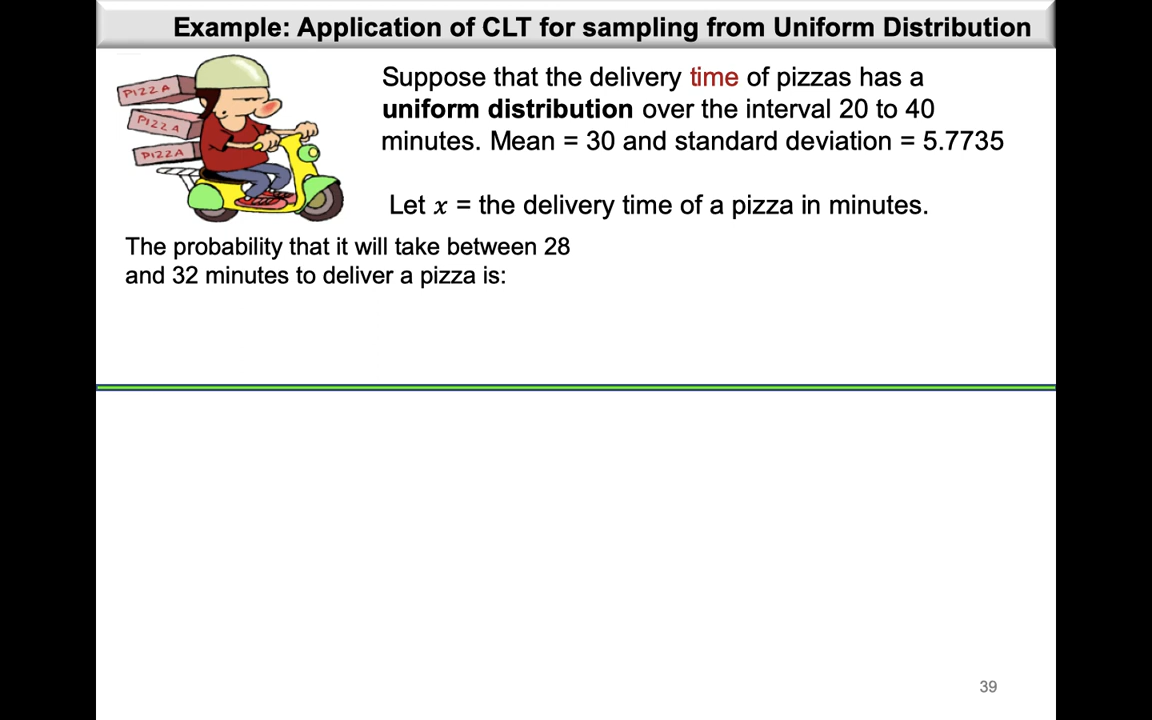 Example: Application of CLT for sampling from Uniform Distribution
PIZZA
PIZZA
PIZZA
Suppose that the delivery time of pizzas has a
uniform distribution over the interval 20 to 40
minutes. Mean = 30 and standard deviation = 5.7735
Let 𝑥 = the delivery time of a pizza in minutes.
The probability that it will take between 28
and 32 minutes to deliver a pizza is:
39